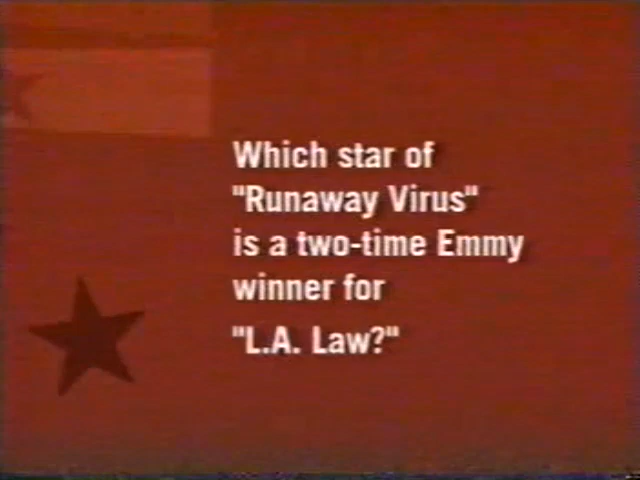 Which star of
"Runaway Virus"
is a two-time Emmy
winner for
"L.A. Law?"